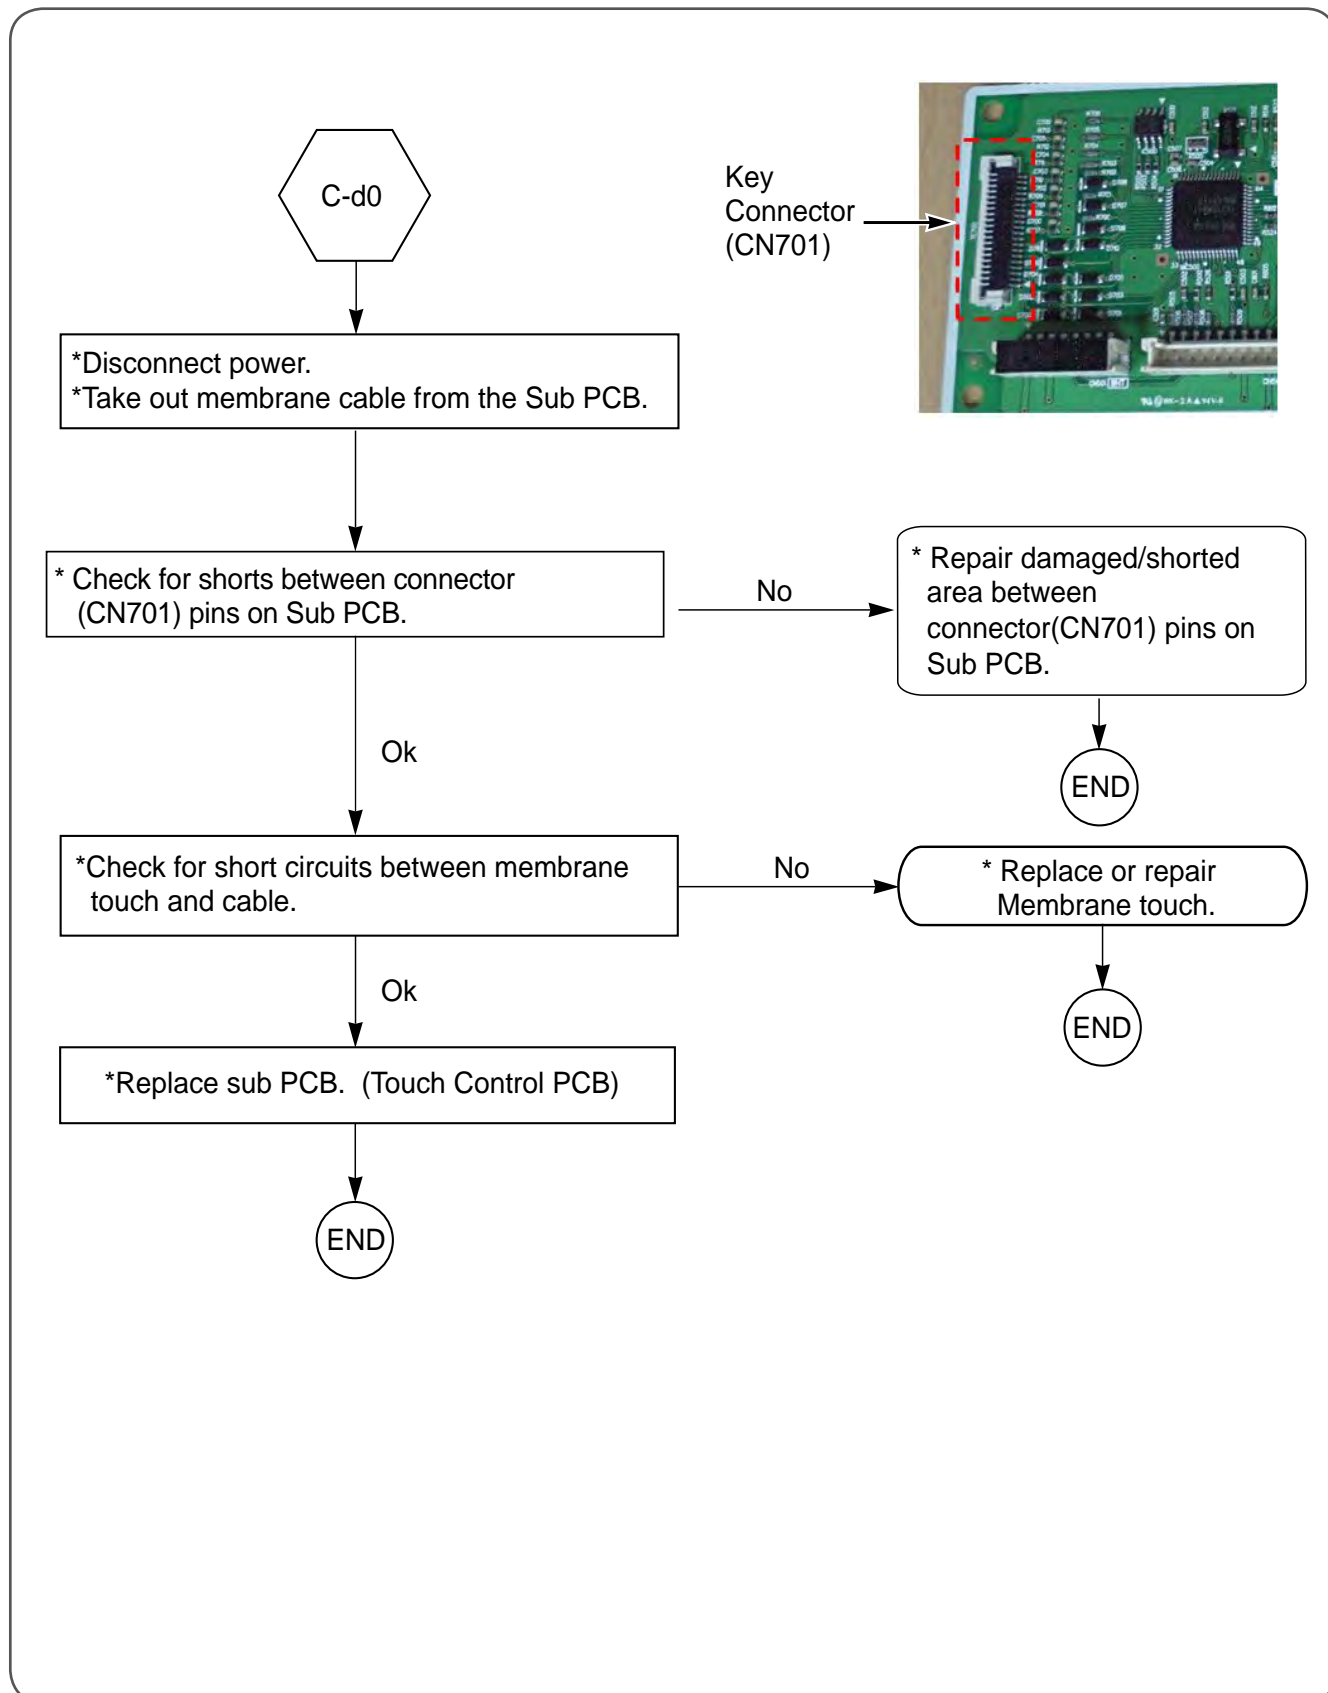 C-d0
Key
Connector
(CN701)
*Disconnect power.
*Take out membrane cable from the Sub PCB.
* Check for shorts between connector
(CN701) pins on Sub PCB.
No
* Repair damaged/shorted
area between
connector(CN701) pins on
Sub PCB.
END
Ok
*Check for short circuits between membrane
touch and cable.
No
* Replace or repair
Membrane touch.
END
Ok
*Replace sub PCB. (Touch Control PCB)
END